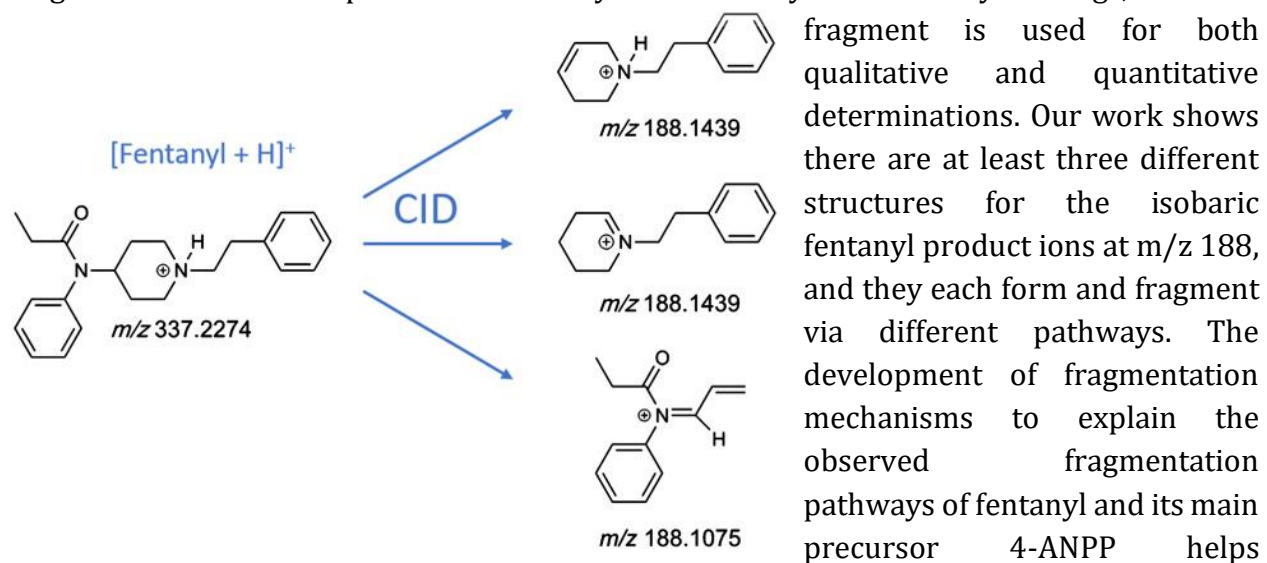 fragment is used for both
qualitative and quantitative
determinations. Our work shows
there are at least three different
structures for the isobaric
fentanyl product ions at m/z 188,
and they each form and fragment
via different pathways. The
development of fragmentation
mechanisms to explain the
observed fragmentation
pathways of fentanyl and its main
precursor 4-ANPP helps
[Fentanyl + H]⁺
O
N
H
⊕N
m/z 337.2274
CID
H
⊕N
m/z 188.1439
⊕N
m/z 188.1439
O
⊕N
H
m/z 188.1075